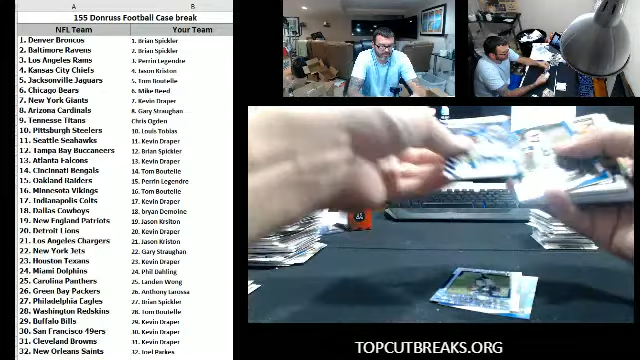 A B
155 Donruss Football Case break
NFL Team Your Team
1. Denver Broncos 1. Brian Spickler
2. Baltimore Ravens 2. Brian Spickler
3. Los Angeles Rams 3. Perrin Legendre
4. Kansas City Chiefs 4. Jason Kriston
5. Jacksonville Jaguars 5. Tom Boutelle
6. Chicago Bears 6. Mike Reed
7. New York Giants 7. Kevin Draper
8. Arizona Cardinals 8. Gary Straughan
9. Tennesse Titans Chris Ogden
10. Pittsburgh Steelers 10. Louis Tobias
11. Seattle Seahawks 11. Kevin Draper
12. Tampa Bay Buccaneers 12. Brian Spickler
13. Atlanta Falcons 13. Kevin Draper
14. Cincinnati Bengals 14. Tom Boutelle
15. Oakland Raiders 15. Perrin Legendre
16. Minnesota Vikings 16. Tom Boutelle
17. Indianapolis Colts 17. Kevin Draper
18. Dallas Cowboys 18. bryan Demoine
19. New England Patriots 19. Jason Kriston
20. Detroit Lions 20. Kevin Draper
21. Los Angeles Chargers 21. Jason Kriston
22. New York Jets 22. Gary Straughan
23. Houston Texans 23. Kevin Draper
24. Miami Dolphins 24. Phil Dahling
25. Carolina Panthers 25. Landen Wong
26. Green Bay Packers 26. Anthony Larossa
27. Philadelphia Eagles 27. Brian Spickler
28. Washington Redskins 28. Tom Boutelle
29. Buffalo Bills 29. Kevin Draper
30. San Francisco 49ers 30. Kevin Draper
31. Cleveland Browns 31. Kevin Draper
32. New Orleans Saints 32. Joel Parkes
TOPCUTBREAKS.ORG